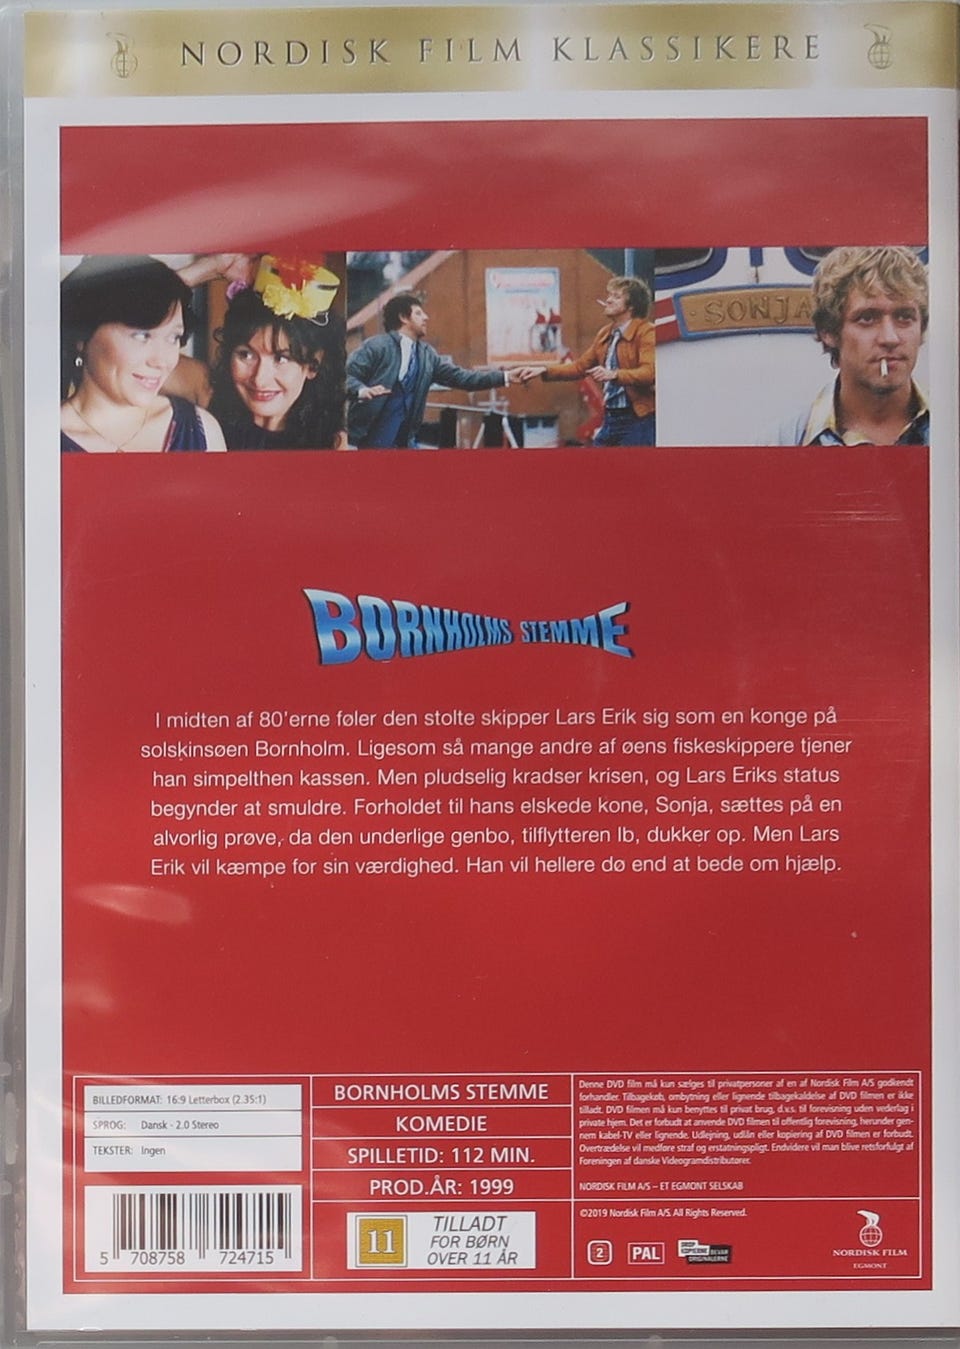 NORDISK FILM KLASSIKERE
SONJA
BORNHOLMS STEMME
I midten af 80'erne føler den stolte skipper Lars Erik sig som en konge på
solskinsøen Bornholm. Ligesom så mange andre af øens fiskeskippere tjener
han simpelthen kassen. Men pludselig kradser krisen, og Lars Eriks status
begynder at smuldre. Forholdet til hans elskede kone, Sonja, sættes på en
alvorlig prøve, da den underlige genbo, tilflytteren Ib, dukker op. Men Lars
Erik vil kæmpe for sin værdighed. Han vil hellere dø end at bede om hjælp.
BILLEDFORMAT: 16:9 Letterbox (2.35:1)
SPROG: Dansk - 2.0 Stereo
TEKSTER: Ingen
5 708758 724715
BORNHOLMS STEMME
KOMEDIE
SPILLETID: 112 MIN.
PROD.ÅR: 1999
11
TILLADT
FOR BØRN
OVER 11 ÅR
Denne DVD film må kun sælges til privatpersoner af en af Nordisk Film A/S godkendt
forhandler. Tilbagekøb, ombytning eller lignende tilbagekaldelse af DVD filmen er ikke
tilladt. DVD filmen må kun benyttes til privat brug, d.v.s. til forevisning uden vederlag i
private hjem. Det er forbudt at anvende DVD filmen til offentlig forevisning, herunder gen-
nem kabel-TV eller lignende. Udlejning, udlån eller kopiering af DVD filmen er forbudt.
Overtrædelse vil medføre straf og erstatningspligt. Endvidere vil man blive retsforfulgt af
Foreningen af danske Videogramdistributører.
NORDISK FILM A/S – ET EGMONT SELSKAB
©2019 Nordisk Film A/S. All Rights Reserved.
2
PAL
DROP
KOPIERNE BEVAR
ORIGINALERNE
NORDISK FILM
EGMONT